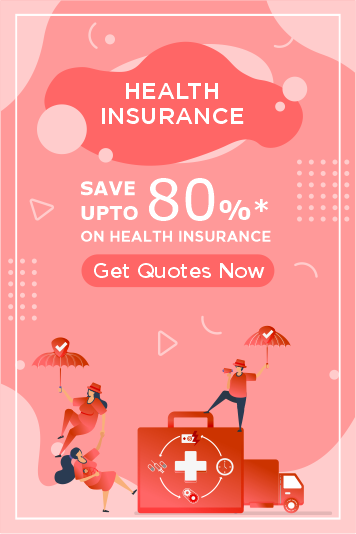 HEALTH
INSURANCE
SAVE
UPTO 80%*
ON HEALTH INSURANCE
Get Quotes Now